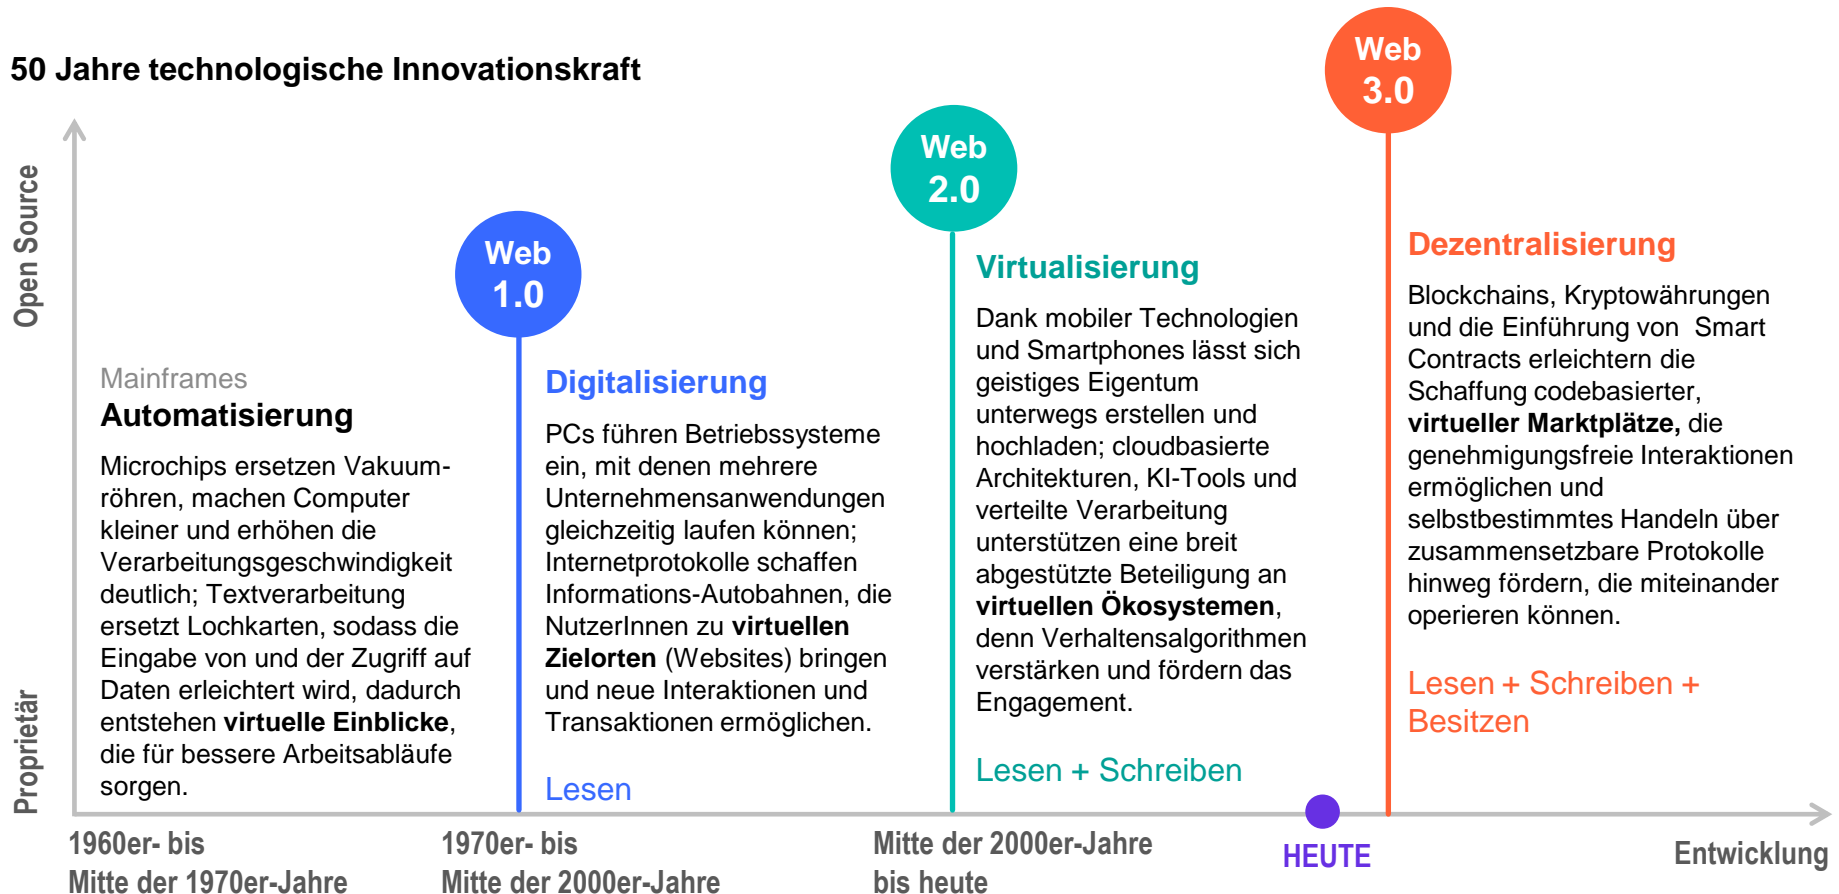 50 Jahre technologische Innovationskraft
Open Source
Proprietär
Mainframes
Automatisierung
Microchips ersetzen Vakuum-
röhren, machen Computer
kleiner und erhöhen die
Verarbeitungsgeschwindigkeit
deutlich; Textverarbeitung
ersetzt Lochkarten, sodass die
Eingabe von und der Zugriff auf
Daten erleichtert wird, dadurch
entstehen virtuelle Einblicke,
die für bessere Arbeitsabläufe
sorgen.
1960er- bis
Mitte der 1970er-Jahre
Web
1.0
Digitalisierung
PCs führen Betriebssysteme
ein, mit denen mehrere
Unternehmensanwendungen
gleichzeitig laufen können;
Internetprotokolle schaffen
Informations-Autobahnen, die
NutzerInnen zu virtuellen
Zielorten (Websites) bringen
und neue Interaktionen und
Transaktionen ermöglichen.
Lesen
1970er- bis
Mitte der 2000er-Jahre
Web
2.0
Virtualisierung
Dank mobiler Technologien
und Smartphones lässt sich
geistiges Eigentum
unterwegs erstellen und
hochladen; cloudbasierte
Architekturen, KI-Tools und
verteilte Verarbeitung
unterstützen eine breit
abgestützte Beteiligung an
virtuellen Ökosystemen,
denn Verhaltensalgorithmen
verstärken und fördern das
Engagement.
Lesen + Schreiben
Mitte der 2000er-Jahre
bis heute
Web
3.0
Dezentralisierung
Blockchains, Kryptowährungen
und die Einführung von Smart
Contracts erleichtern die
Schaffung codebasierter,
virtueller Marktplätze, die
genehmigungsfreie Interaktionen
ermöglichen und
selbstbestimmtes Handeln über
zusammensetzbare Protokolle
hinweg fördern, die miteinander
operieren können.
Lesen + Schreiben +
Besitzen
HEUTE
Entwicklung